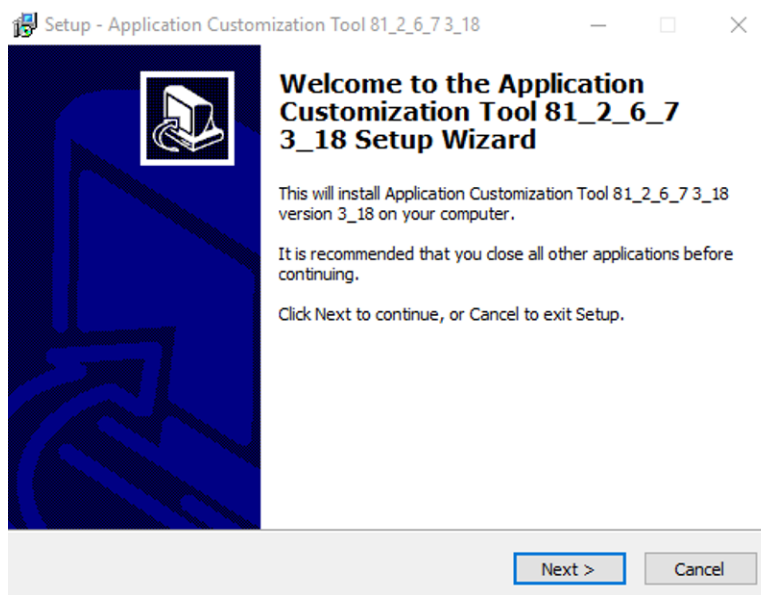 Setup - Application Customization Tool 81_2_6_7 3_18
Welcome to the Application
Customization Tool 81_2_6_7
3_18 Setup Wizard
This will install Application Customization Tool 81_2_6_7 3_18
version 3_18 on your computer.
It is recommended that you close all other applications before
continuing.
Click Next to continue, or Cancel to exit Setup.
Next >
Cancel